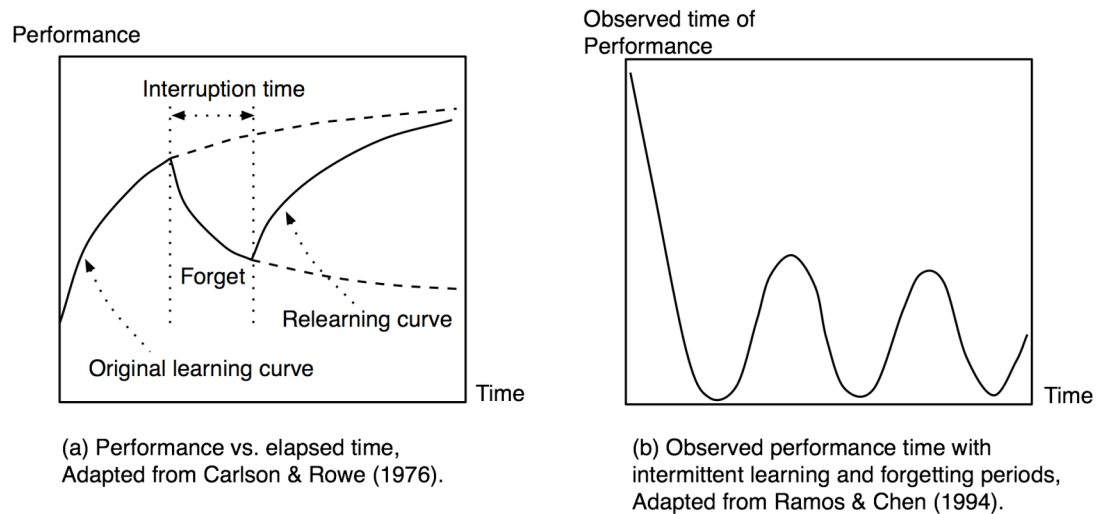 Performance
Interruption time
Forget
Relearning curve
Original learning curve
Time
(a) Performance vs. elapsed time,
Adapted from Carlson & Rowe (1976).
Observed time of
Performance
Time
(b) Observed performance time with
intermittent learning and forgetting periods,
Adapted from Ramos & Chen (1994).